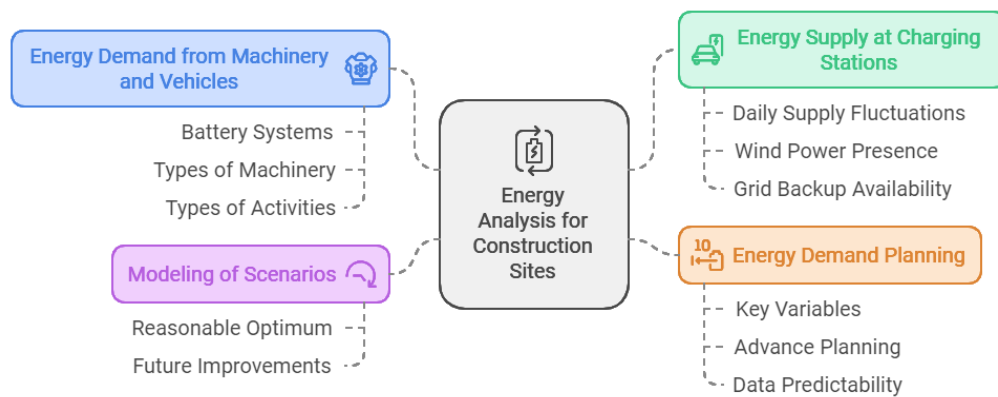 Energy Demand from Machinery
and Vehicles
Battery Systems
Types of Machinery
Types of Activities
Modeling of Scenarios
Reasonable Optimum
Future Improvements
Energy
Analysis for
Construction
Sites
Energy Supply at Charging
Stations
Daily Supply Fluctuations
Wind Power Presence
Grid Backup Availability
10
Energy Demand Planning
Key Variables
Advance Planning
Data Predictability